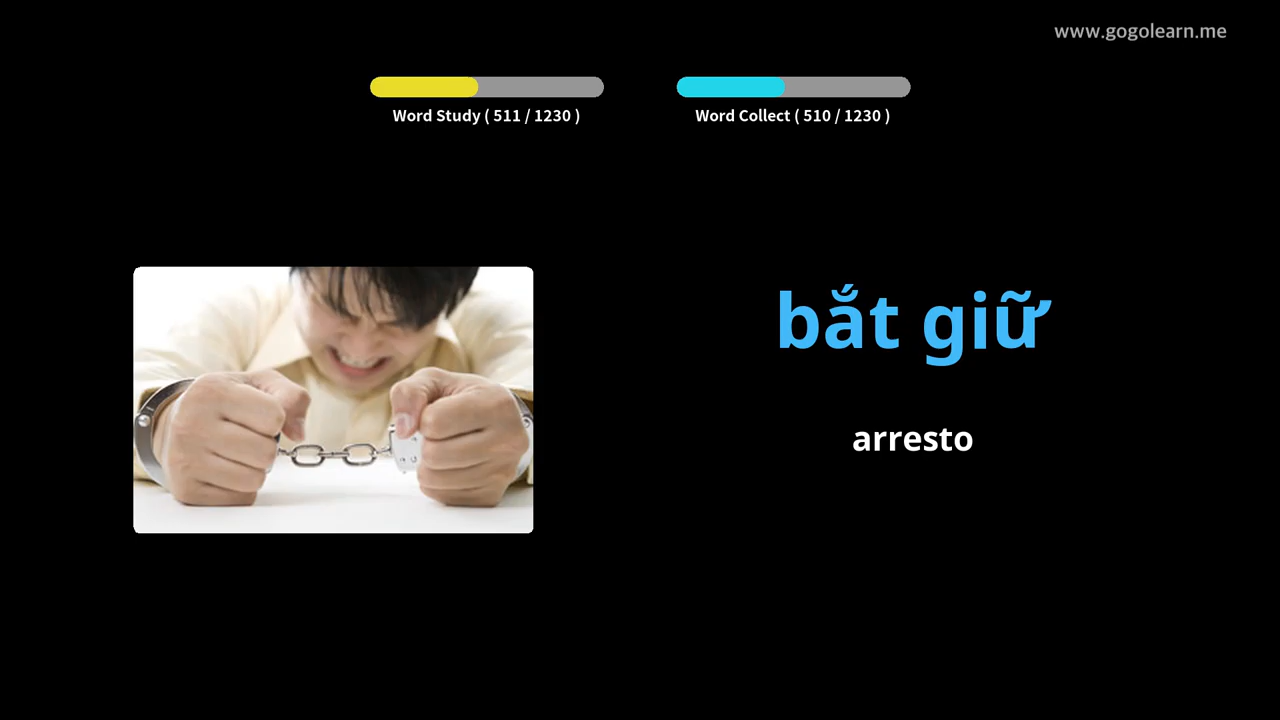 www.gogolearn.me
Word Study ( 511 / 1230 )
Word Collect ( 510 / 1230 )
bắt giữ
arresto